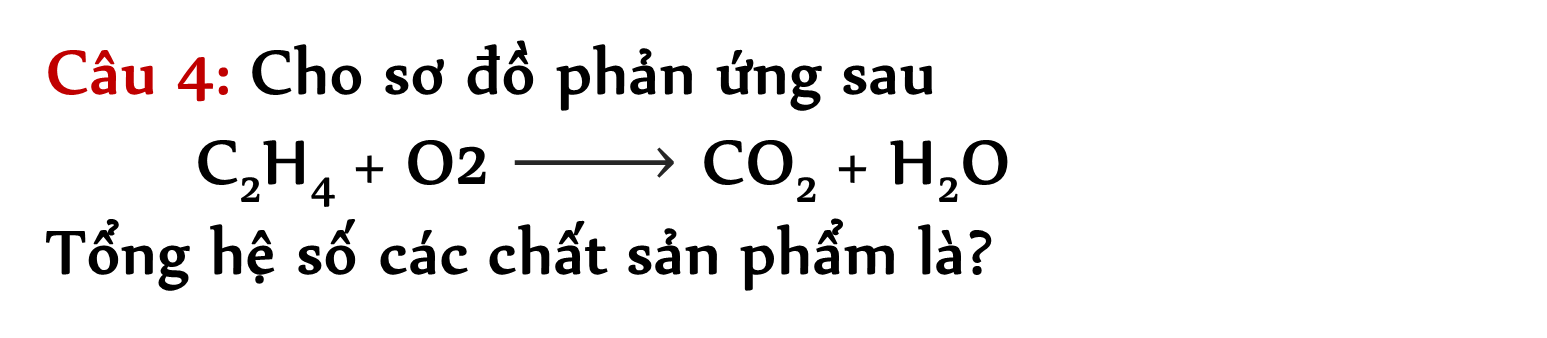 Câu 4: Cho sơ đồ phản ứng sau
C₂H₄ + O2 ⟶ CO₂ + H₂O
Tổng hệ số các chất sản phẩm là?